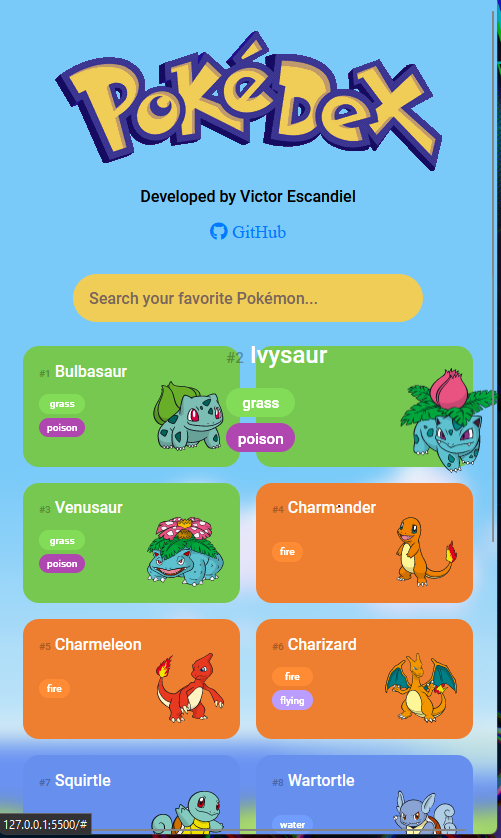 PokéDex
Developed by Victor Escandiel
GitHub
Search your favorite Pokémon...
#1 Bulbasaur
grass
poison
#2 Ivysaur
grass
poison
#3 Venusaur
grass
poison
#4 Charmander
fire
#5 Charmeleon
fire
#6 Charizard
fire
flying
#7 Squirtle
#8 Wartortle
water
127.0.0.1:5500/#